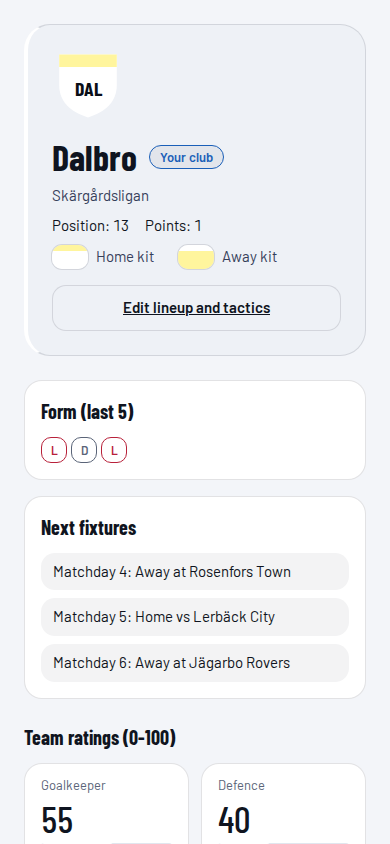 DAL
Dalbro Your club
Skärgårdsligan
Position: 13 Points: 1
Home kit Away kit
Edit lineup and tactics
Form (last 5)
L D L
Next fixtures
Matchday 4: Away at Rosenfors Town
Matchday 5: Home vs Lerbäck City
Matchday 6: Away at Jägarbo Rovers
Team ratings (0-100)
Goalkeeper Defence
55 40